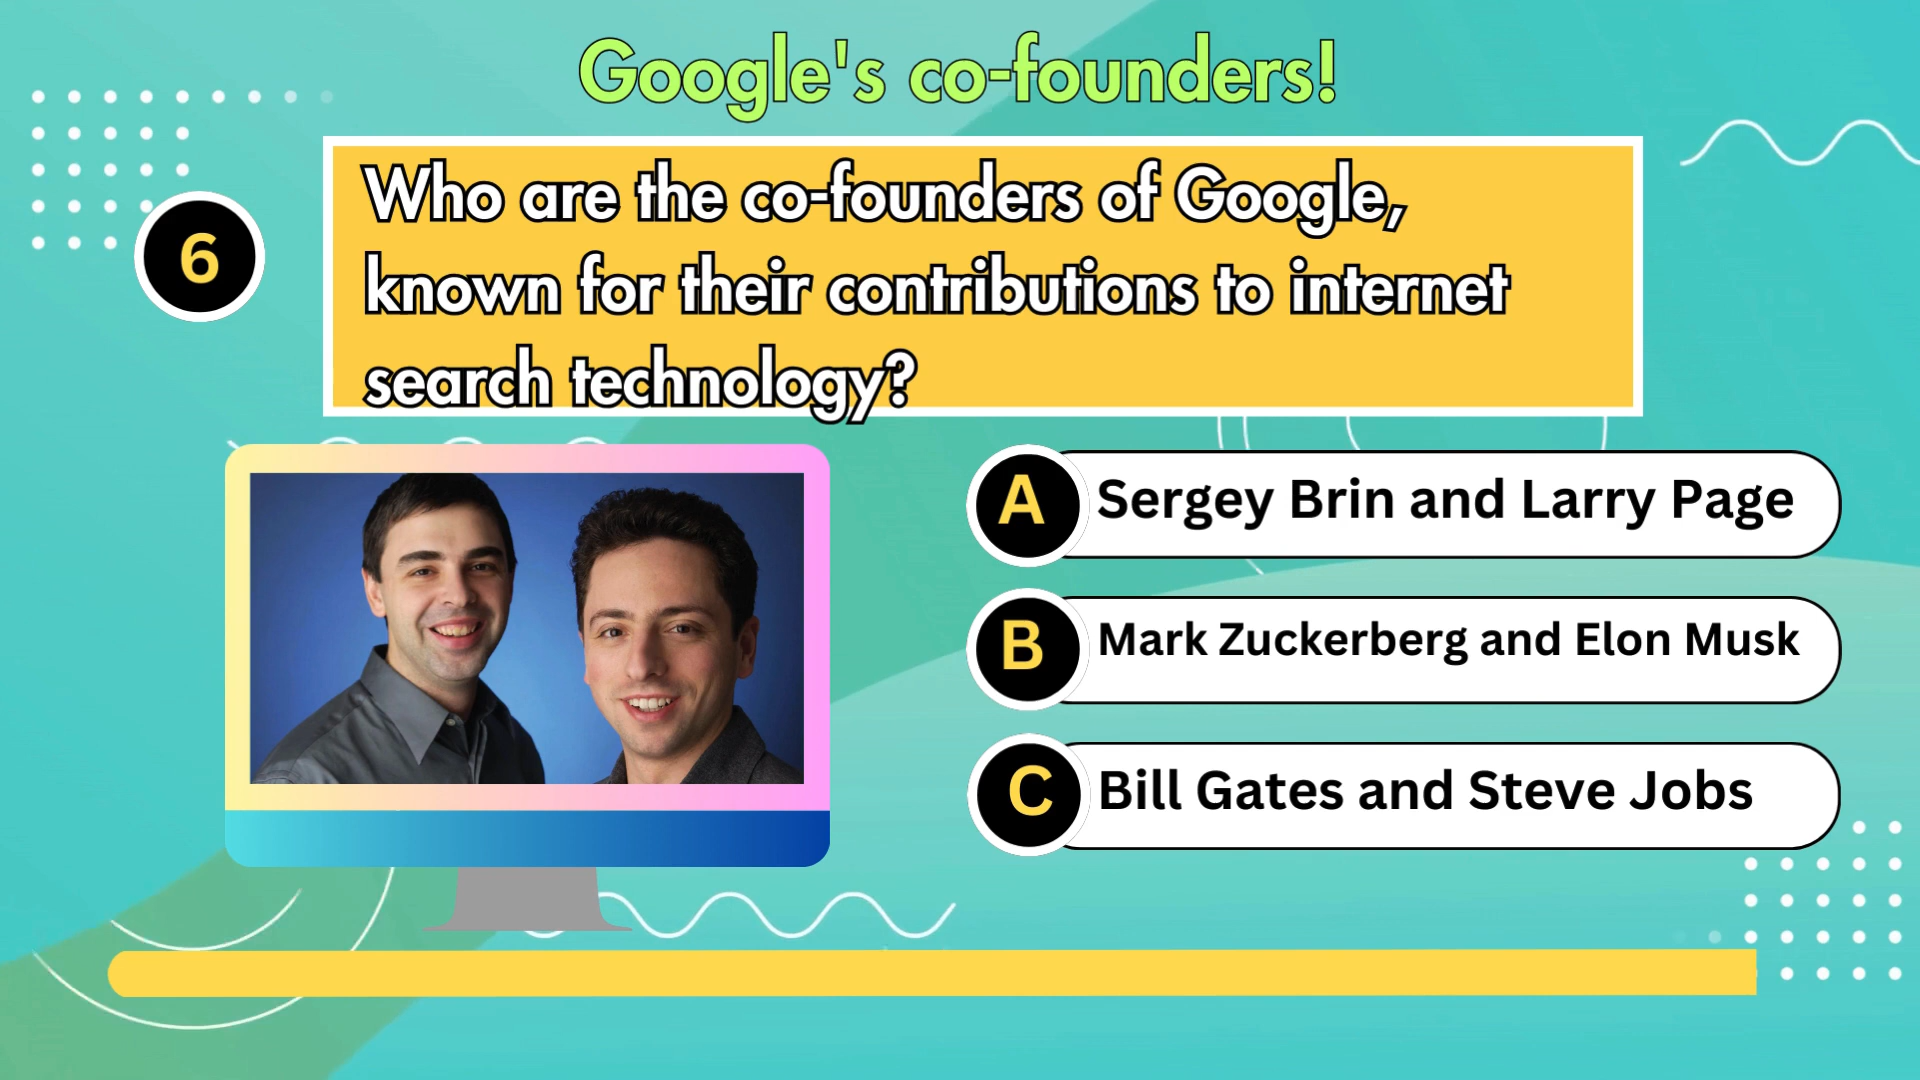 Google's co-founders!
6
Who are the co-founders of Google,
known for their contributions to internet
search technology?
A Sergey Brin and Larry Page
B Mark Zuckerberg and Elon Musk
C Bill Gates and Steve Jobs